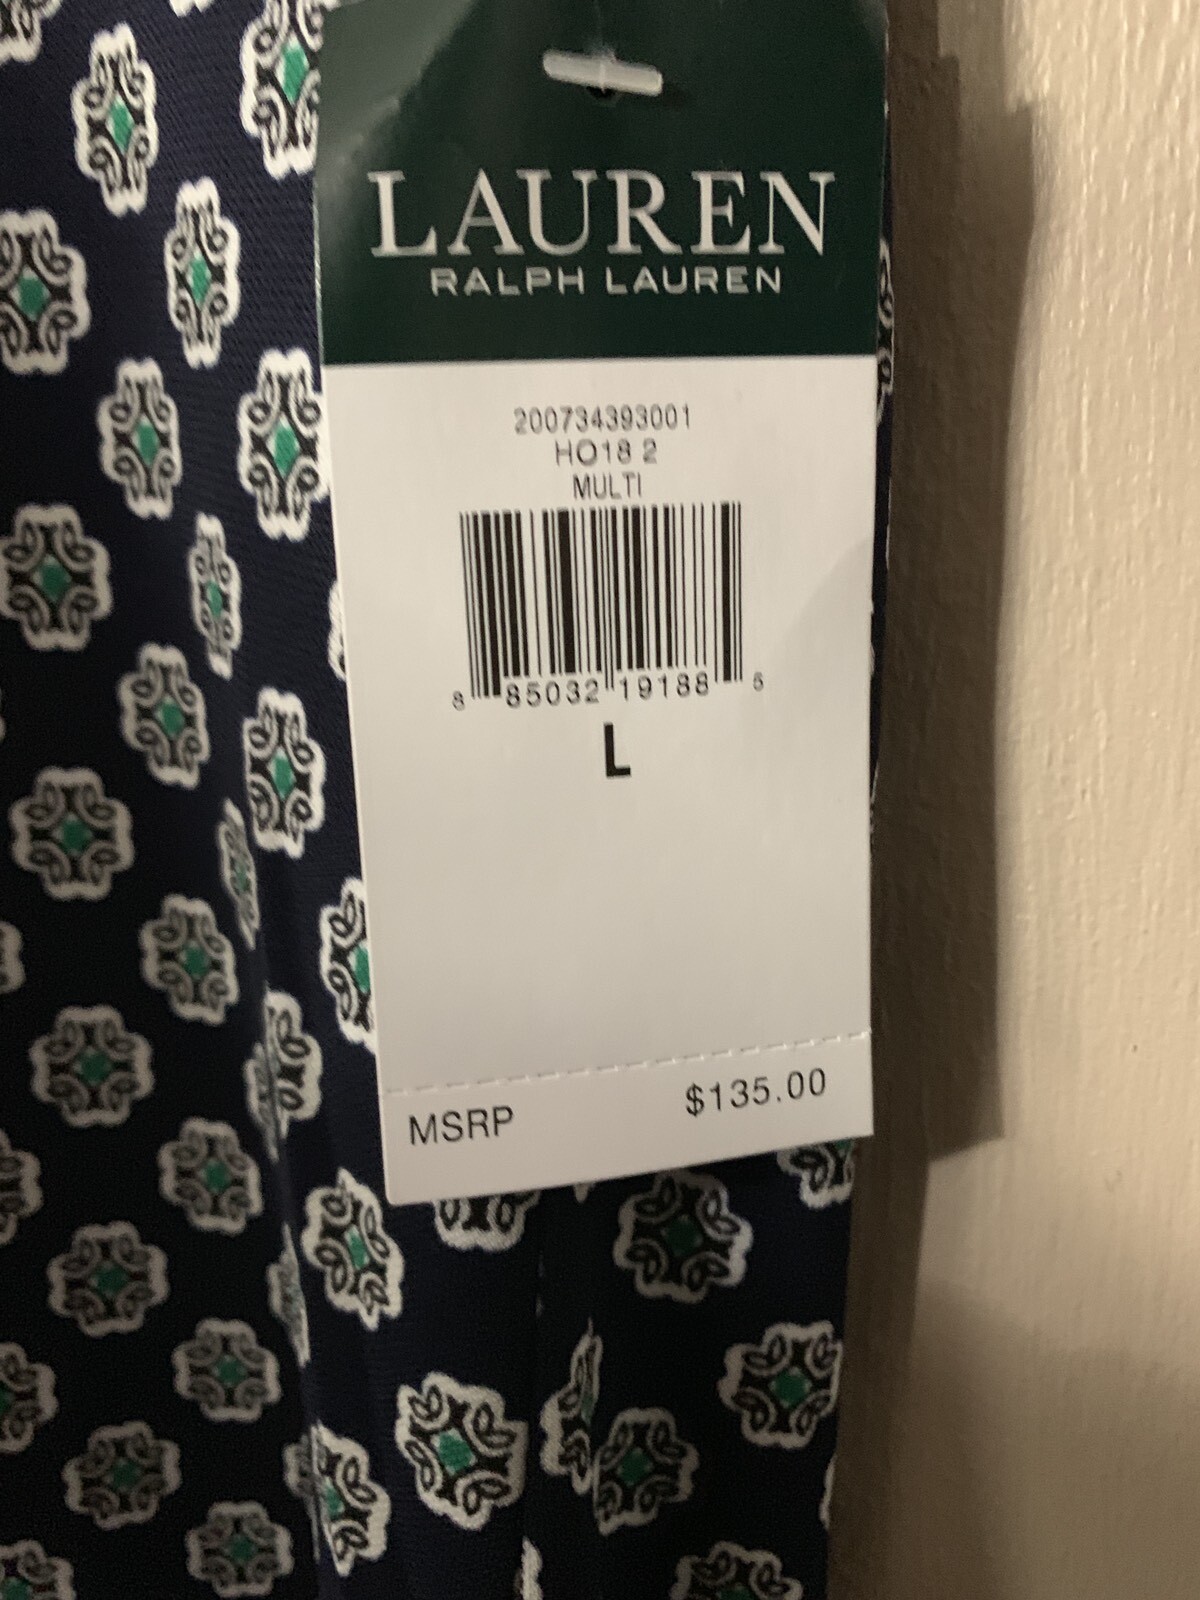 LAUREN
RALPH LAUREN
200734393001
HO18 2
MULTI
8 85032 19188 5
L
MSRP $135.00